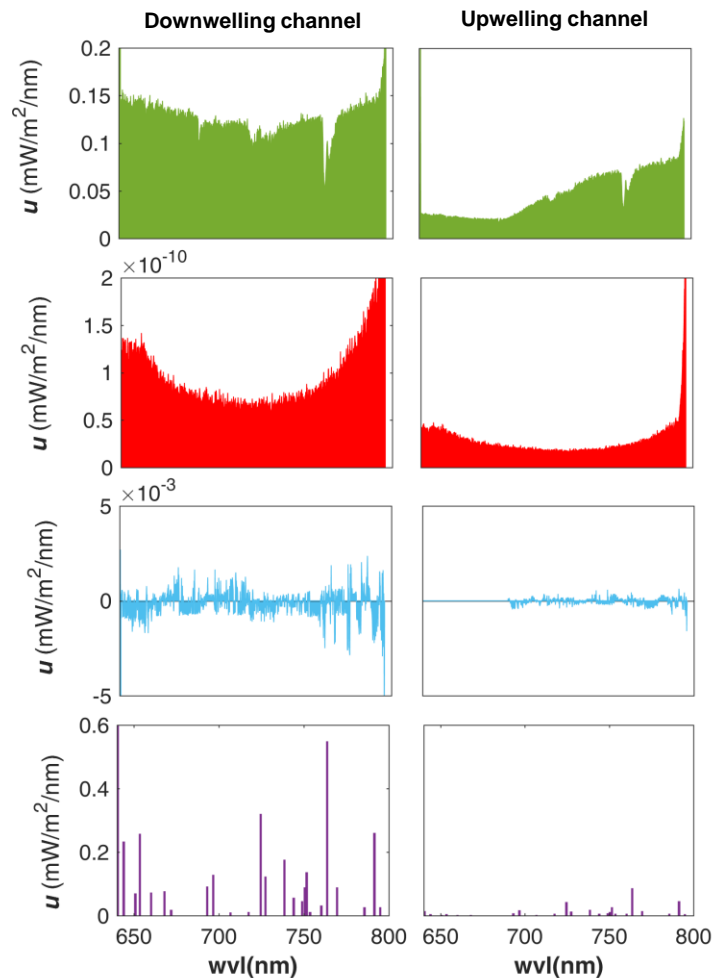 Downwelling channel Upwelling channel
u (mW/m²/nm)
0.2
0.15
0.1
0.05
0
×10⁻¹⁰
u (mW/m²/nm)
2
1.5
1
0.5
0
×10⁻³
u (mW/m²/nm)
5
0
-5
u (mW/m²/nm)
0.6
0.4
0.2
0
650 700 750 800 650 700 750 800
wvl(nm) wvl(nm)